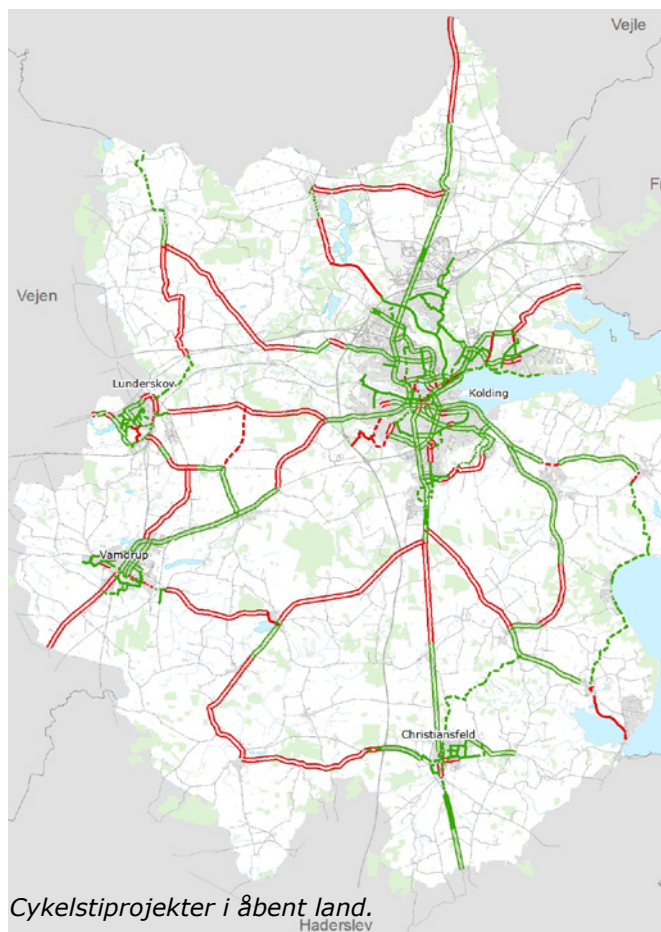 Vejle
F
Vejen
Lunderskov
Kolding
Vamdrup
Christiansfeld
Cykelstiprojekter i åbent land.
Haderslev